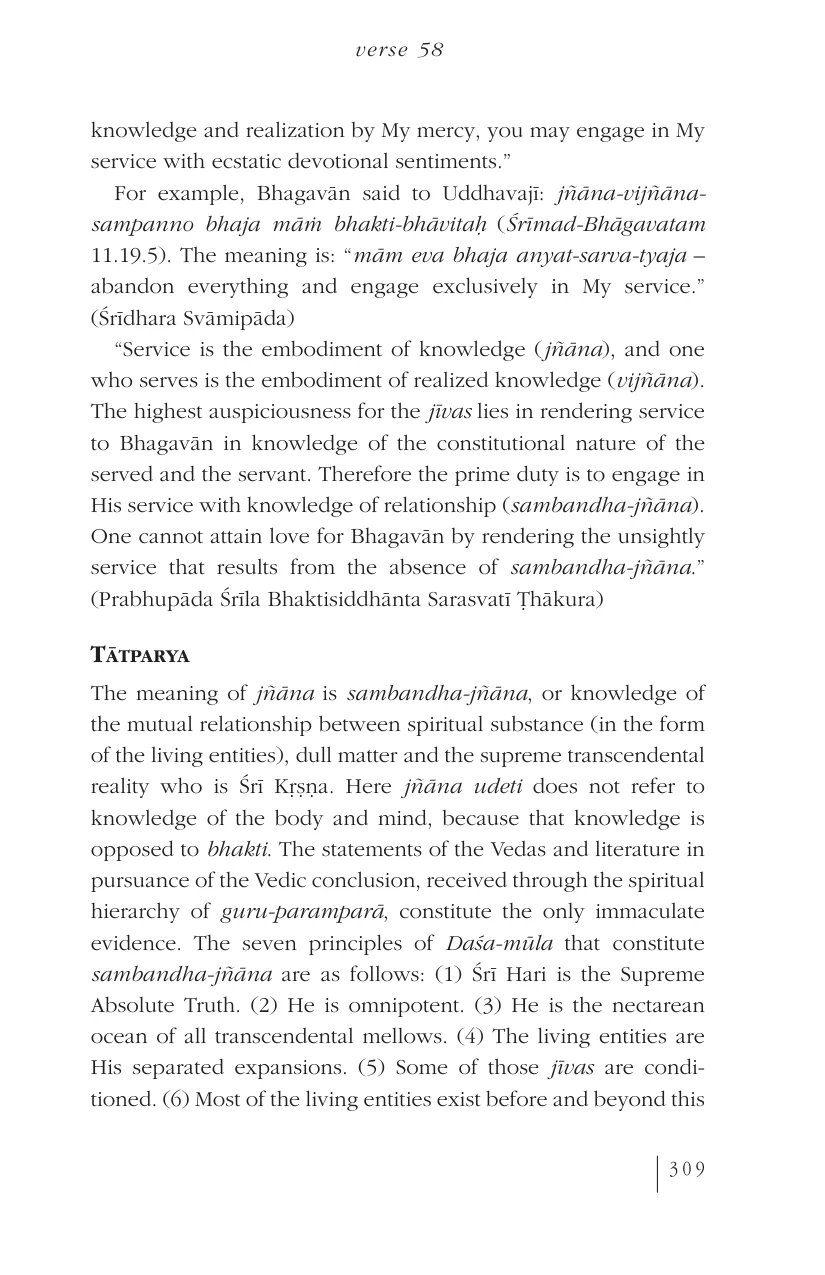 verse 58
knowledge and realization by My mercy, you may engage in My
service with ecstatic devotional sentiments.”
For example, Bhagavān said to Uddhavajī: jñāna-vijñāna-
sampanno bhaja māṁ bhakti-bhāvitaḥ (Śrīmad-Bhāgavatam
11.19.5). The meaning is: “mām eva bhaja anyat-sarva-tyaja –
abandon everything and engage exclusively in My service.”
(Śrīdhara Svāmipāda)
“Service is the embodiment of knowledge (jñāna), and one
who serves is the embodiment of realized knowledge (vijñāna).
The highest auspiciousness for the jīvas lies in rendering service
to Bhagavān in knowledge of the constitutional nature of the
served and the servant. Therefore the prime duty is to engage in
His service with knowledge of relationship (sambandha-jñāna).
One cannot attain love for Bhagavān by rendering the unsightly
service that results from the absence of sambandha-jñāna.”
(Prabhupāda Śrīla Bhaktisiddhānta Sarasvatī Ṭhākura)
TĀTPARYA
The meaning of jñāna is sambandha-jñāna, or knowledge of
the mutual relationship between spiritual substance (in the form
of the living entities), dull matter and the supreme transcendental
reality who is Śrī Kṛṣṇa. Here jñāna udeti does not refer to
knowledge of the body and mind, because that knowledge is
opposed to bhakti. The statements of the Vedas and literature in
pursuance of the Vedic conclusion, received through the spiritual
hierarchy of guru-paramparā, constitute the only immaculate
evidence. The seven principles of Daśa-mūla that constitute
sambandha-jñāna are as follows: (1) Śrī Hari is the Supreme
Absolute Truth. (2) He is omnipotent. (3) He is the nectarean
ocean of all transcendental mellows. (4) The living entities are
His separated expansions. (5) Some of those jīvas are condi-
tioned. (6) Most of the living entities exist before and beyond this
309